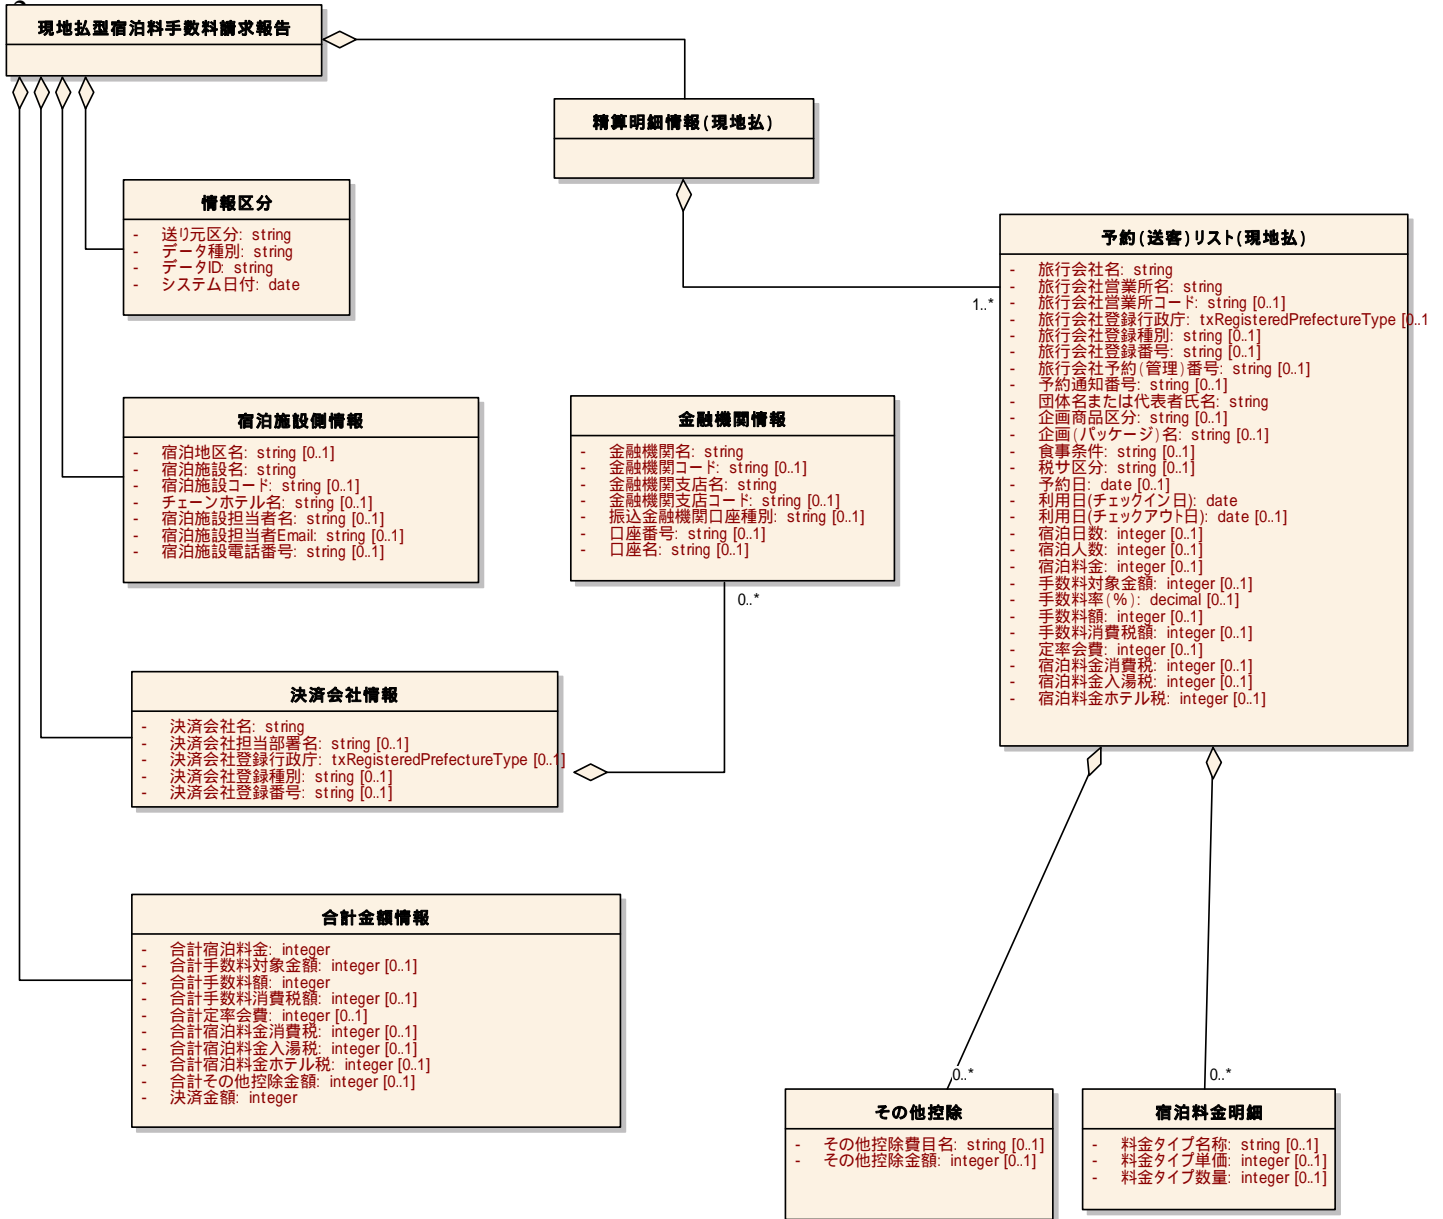 現地払型宿泊料手数料請求報告
精算明細情報(現地払)
情報区分
- 送り元区分: string
- データ種別: string
- データID: string
- システム日付: date
予約(送客)リスト(現地払)
- 旅行会社名: string
- 旅行会社営業所名: string
- 旅行会社営業所コード: string [0..1]
- 旅行会社登録行政庁: txRegisteredPrefectureType [0..1
- 旅行会社登録種別: string [0..1]
- 旅行会社登録番号: string [0..1]
- 旅行会社予約(管理)番号: string [0..1]
- 予約通知番号: string [0..1]
- 団体名または代表者氏名: string
- 企画商品区分: string [0..1]
- 企画(パッケージ)名: string [0..1]
- 食事条件: string [0..1]
- 税サ区分: string [0..1]
- 予約日: date [0..1]
- 利用日(チェックイン日): date
- 利用日(チェックアウト日): date [0..1]
- 宿泊日数: integer [0..1]
- 宿泊人数: integer [0..1]
- 宿泊料金: integer [0..1]
- 手数料対象金額: integer [0..1]
- 手数料率(%): decimal [0..1]
- 手数料額: integer [0..1]
- 手数料消費税額: integer [0..1]
- 定率会費: integer [0..1]
- 宿泊料金消費税: integer [0..1]
- 宿泊料金入湯税: integer [0..1]
- 宿泊料金ホテル税: integer [0..1]
1..*
宿泊施設側情報
- 宿泊地区名: string [0..1]
- 宿泊施設名: string
- 宿泊施設コード: string [0..1]
- チェーンホテル名: string [0..1]
- 宿泊施設担当者名: string [0..1]
- 宿泊施設担当者Email: string [0..1]
- 宿泊施設電話番号: string [0..1]
金融機関情報
- 金融機関名: string
- 金融機関コード: string [0..1]
- 金融機関支店名: string
- 金融機関支店コード: string [0..1]
- 振込金融機関口座種別: string [0..1]
- 口座番号: string [0..1]
- 口座名: string [0..1]
0..*
決済会社情報
- 決済会社名: string
- 決済会社担当部署名: string [0..1]
- 決済会社登録行政庁: txRegisteredPrefectureType [0..1]
- 決済会社登録種別: string [0..1]
- 決済会社登録番号: string [0..1]
合計金額情報
- 合計宿泊料金: integer
- 合計手数料対象金額: integer [0..1]
- 合計手数料額: integer
- 合計手数料消費税額: integer [0..1]
- 合計定率会費: integer [0..1]
- 合計宿泊料金消費税: integer [0..1]
- 合計宿泊料金入湯税: integer [0..1]
- 合計宿泊料金ホテル税: integer [0..1]
- 合計その他控除金額: integer [0..1]
- 決済金額: integer
0..*
0..*
その他控除
- その他控除費目名: string [0..1]
- その他控除金額: integer [0..1]
宿泊料金明細
- 料金タイプ名称: string [0..1]
- 料金タイプ単価: integer [0..1]
- 料金タイプ数量: integer [0..1]